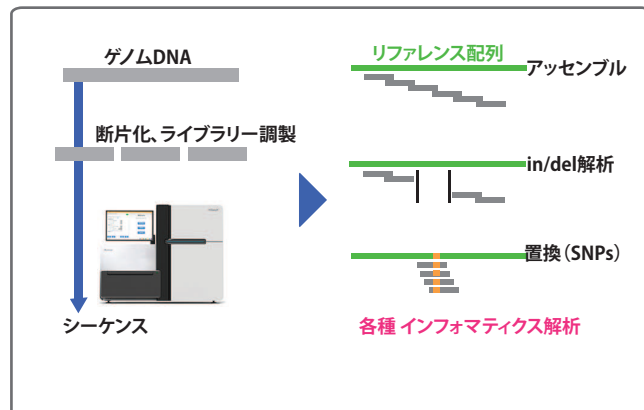 ゲノムDNA
断片化、ライブラリー調製
シーケンス
リファレンス配列
アッセンブル
in/del解析
置換（SNPs）
各種 インフォマティクス解析